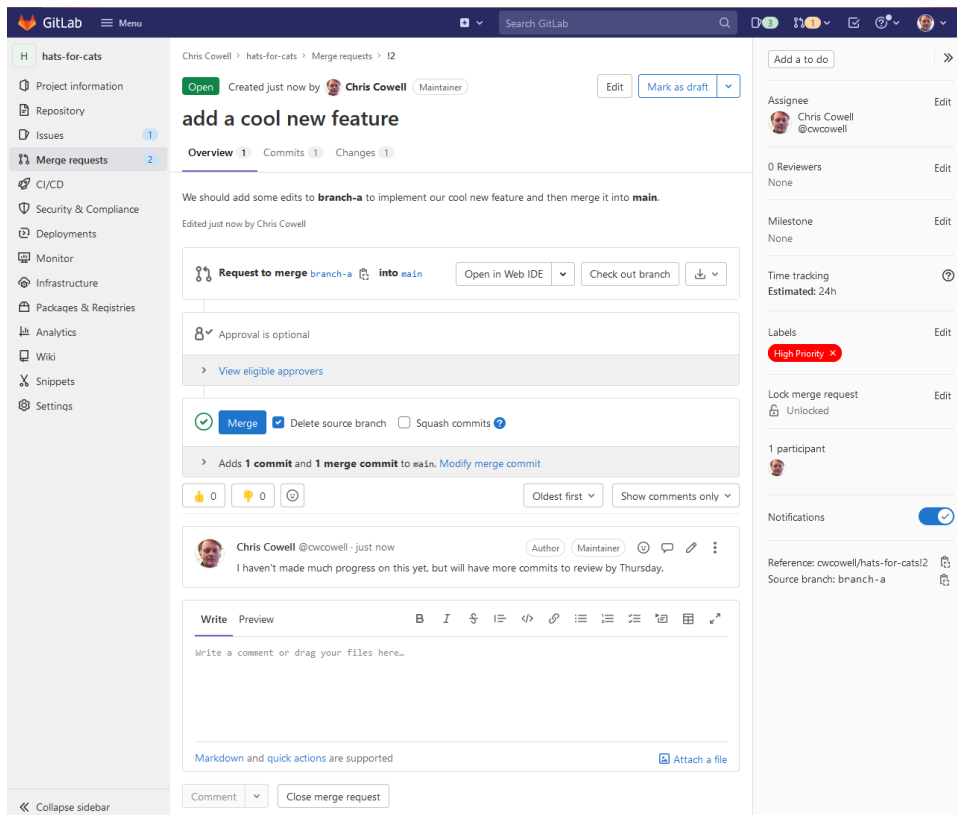 GitLab Menu Search GitLab 3 1
H hats-for-cats
Project information
Repository
Issues 1
Merge requests 2
CI/CD
Security & Compliance
Deployments
Monitor
Infrastructure
Packages & Registries
Analytics
Wiki
Snippets
Settings
Collapse sidebar
Chris Cowell > hats-for-cats > Merge requests > !2
Open Created just now by Chris Cowell Maintainer Edit Mark as draft
add a cool new feature
Overview 1 Commits 1 Changes 1
We should add some edits to branch-a to implement our cool new feature and then merge it into main.
Edited just now by Chris Cowell
Request to merge branch-a into main Open in Web IDE Check out branch
Approval is optional
View eligible approvers
Merge Delete source branch Squash commits ?
Adds 1 commit and 1 merge commit to main. Modify merge commit
0 0 Oldest first Show comments only
Chris Cowell @cwcowell · just now Author Maintainer
I haven't made much progress on this yet, but will have more commits to review by Thursday.
Write Preview B I S
Write a comment or drag your files here…
Markdown and quick actions are supported Attach a file
Comment Close merge request
Add a to do
Assignee Edit
Chris Cowell
@cwcowell
0 Reviewers Edit
None
Milestone Edit
None
Time tracking ?
Estimated: 24h
Labels Edit
High Priority ×
Lock merge request Edit
Unlocked
1 participant
Notifications
Reference: cwcowell/hats-for-cats!2
Source branch: branch-a